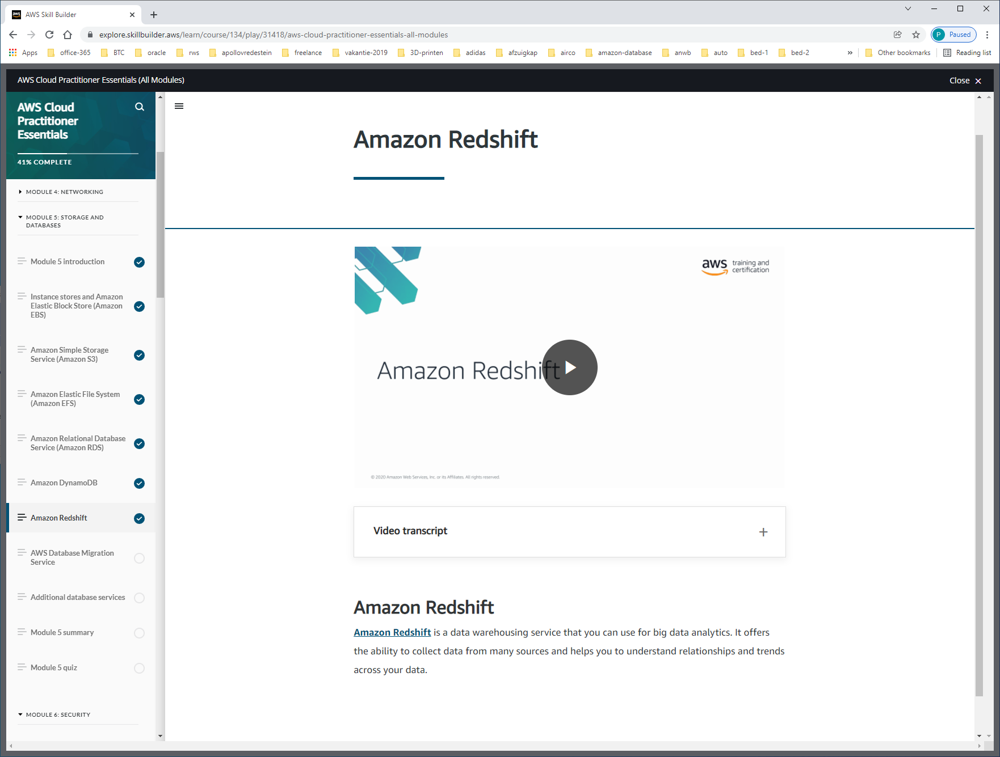 AWS Skill Builder
explore.skillbuilder.aws/learn/course/134/play/31418/aws-cloud-practitioner-essentials-all-modules
P Paused
Apps office-365 BTC oracle rws apollovredestein freelance vakantie-2019 3D-printen adidas afzuigkap airco amazon-database anwb auto bed-1 bed-2 » Other bookmarks Reading list
AWS Cloud Practitioner Essentials (All Modules)
Close
AWS Cloud
Practitioner
Essentials
41% COMPLETE
MODULE 4: NETWORKING
MODULE 5: STORAGE AND
DATABASES
Module 5 introduction
Instance stores and Amazon
Elastic Block Store (Amazon
EBS)
Amazon Simple Storage
Service (Amazon S3)
Amazon Elastic File System
(Amazon EFS)
Amazon Relational Database
Service (Amazon RDS)
Amazon DynamoDB
Amazon Redshift
AWS Database Migration
Service
Additional database services
Module 5 summary
Module 5 quiz
MODULE 6: SECURITY
Amazon Redshift
aws training and
certification
Amazon Redshift
© 2020 Amazon Web Services, Inc. or its Affiliates. All rights reserved.
Video transcript
Amazon Redshift
Amazon Redshift is a data warehousing service that you can use for big data analytics. It offers
the ability to collect data from many sources and helps you to understand relationships and trends
across your data.